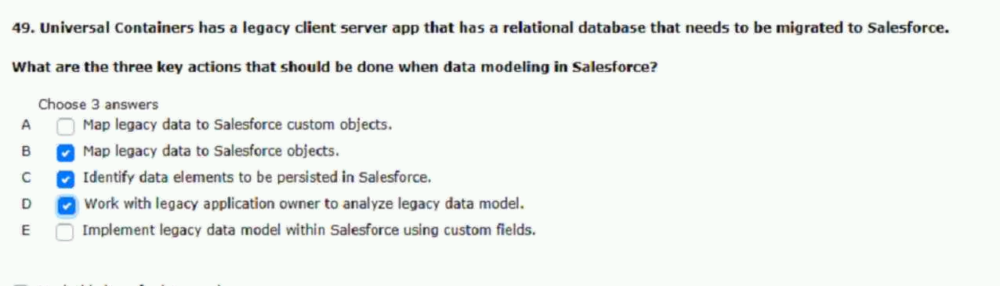 49. Universal Containers has a legacy client server app that has a relational database that needs to be migrated to Salesforce.
What are the three key actions that should be done when data modeling in Salesforce?
Choose 3 answers
A Map legacy data to Salesforce custom objects.
B Map legacy data to Salesforce objects.
C Identify data elements to be persisted in Salesforce.
D Work with legacy application owner to analyze legacy data model.
E Implement legacy data model within Salesforce using custom fields.